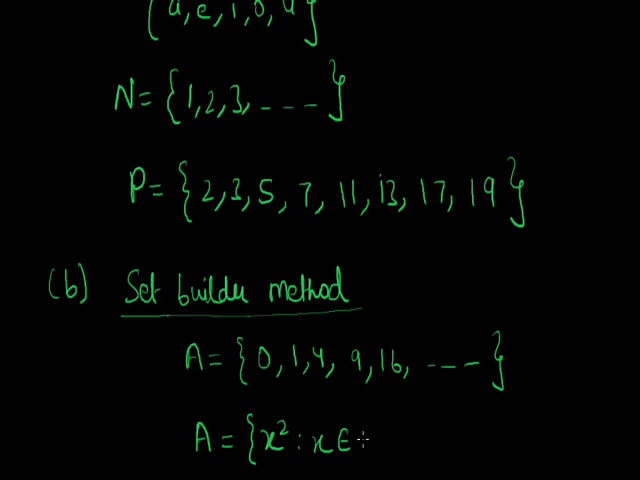 {a, e, i, o, u}
N = {1, 2, 3, - - - -}
P = {2, 3, 5, 7, 11, 13, 17, 19}
(b) Set builder method
A = {0, 1, 4, 9, 16, - - - -}
A = {x² : x ∈